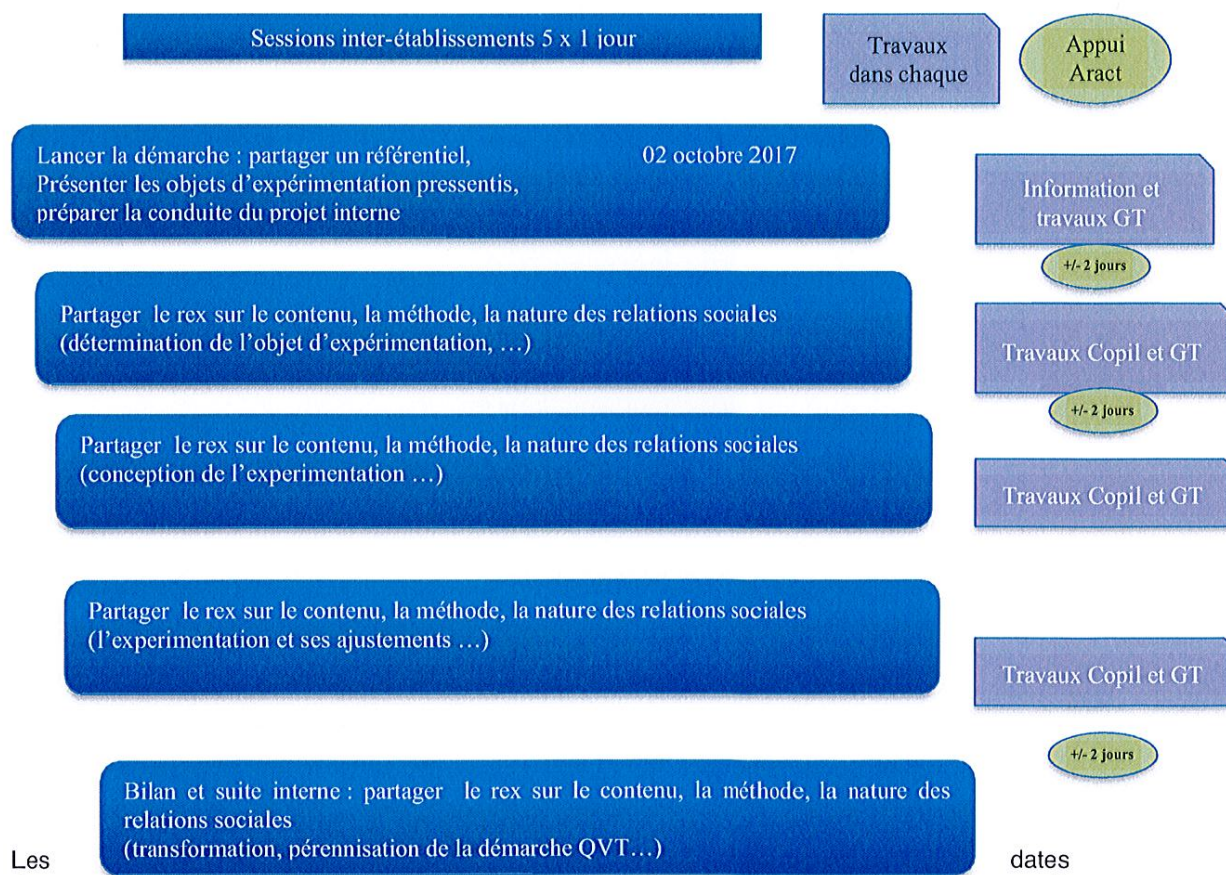 Sessions inter-établissements 5 x 1 jour
Travaux
dans chaque
Appui
Aract
Lancer la démarche : partager un référentiel, 02 octobre 2017
Présenter les objets d'expérimentation pressentis,
préparer la conduite du projet interne
Information et
travaux GT
+/- 2 jours
Partager le rex sur le contenu, la méthode, la nature des relations sociales
(détermination de l'objet d'expérimentation, …)
Travaux Copil et GT
+/- 2 jours
Partager le rex sur le contenu, la méthode, la nature des relations sociales
(conception de l'experimentation …)
Travaux Copil et GT
Partager le rex sur le contenu, la méthode, la nature des relations sociales
(l'experimentation et ses ajustements …)
Travaux Copil et GT
+/- 2 jours
Bilan et suite interne : partager le rex sur le contenu, la méthode, la nature des
relations sociales
(transformation, pérennisation de la démarche QVT…)
Les dates